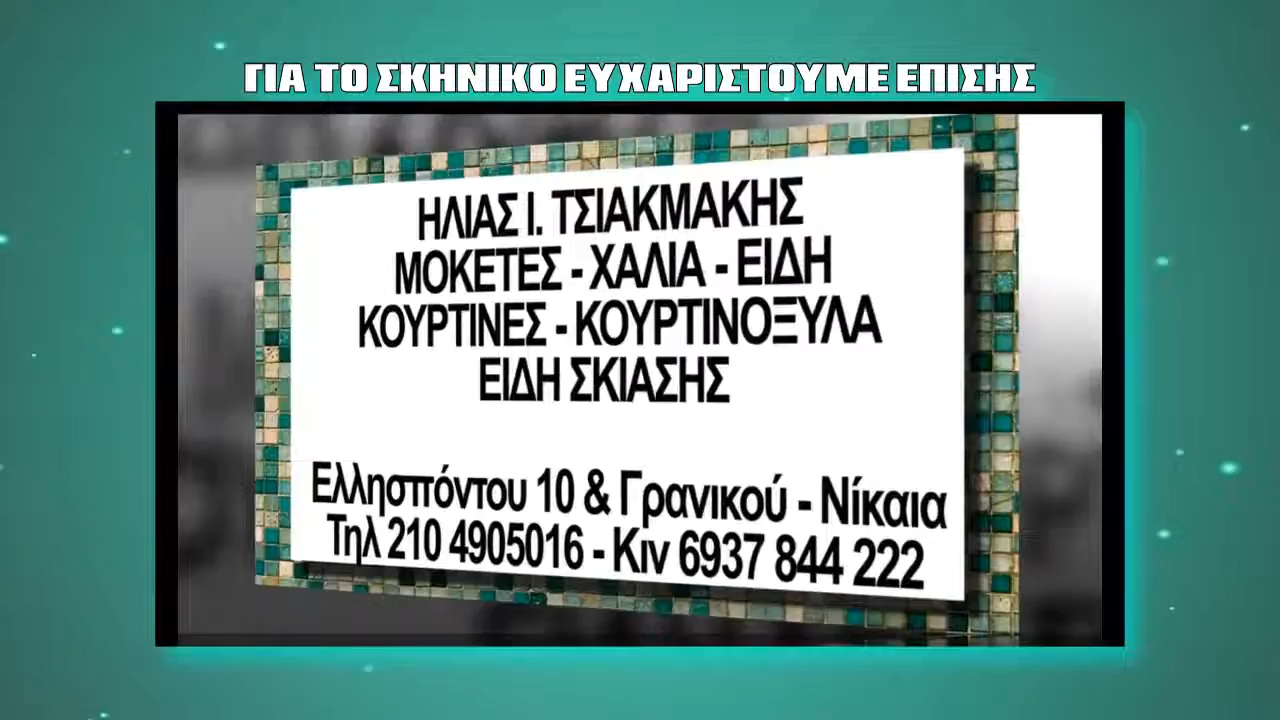 ΓΙΑ ΤΟ ΣΚΗΝΙΚΟ ΕΥΧΑΡΙΣΤΟΥΜΕ ΕΠΙΣΗΣ
ΗΛΙΑΣ Ι. ΤΣΙΑΚΜΑΚΗΣ
ΜΟΚΕΤΕΣ - ΧΑΛΙΑ - ΕΙΔΗ
ΚΟΥΡΤΙΝΕΣ - ΚΟΥΡΤΙΝΟΞΥΛΑ
ΕΙΔΗ ΣΚΙΑΣΗΣ
Ελλησπόντου 10 & Γρανικού - Νίκαια
Τηλ 210 4905016 - Κιν 6937 844 222